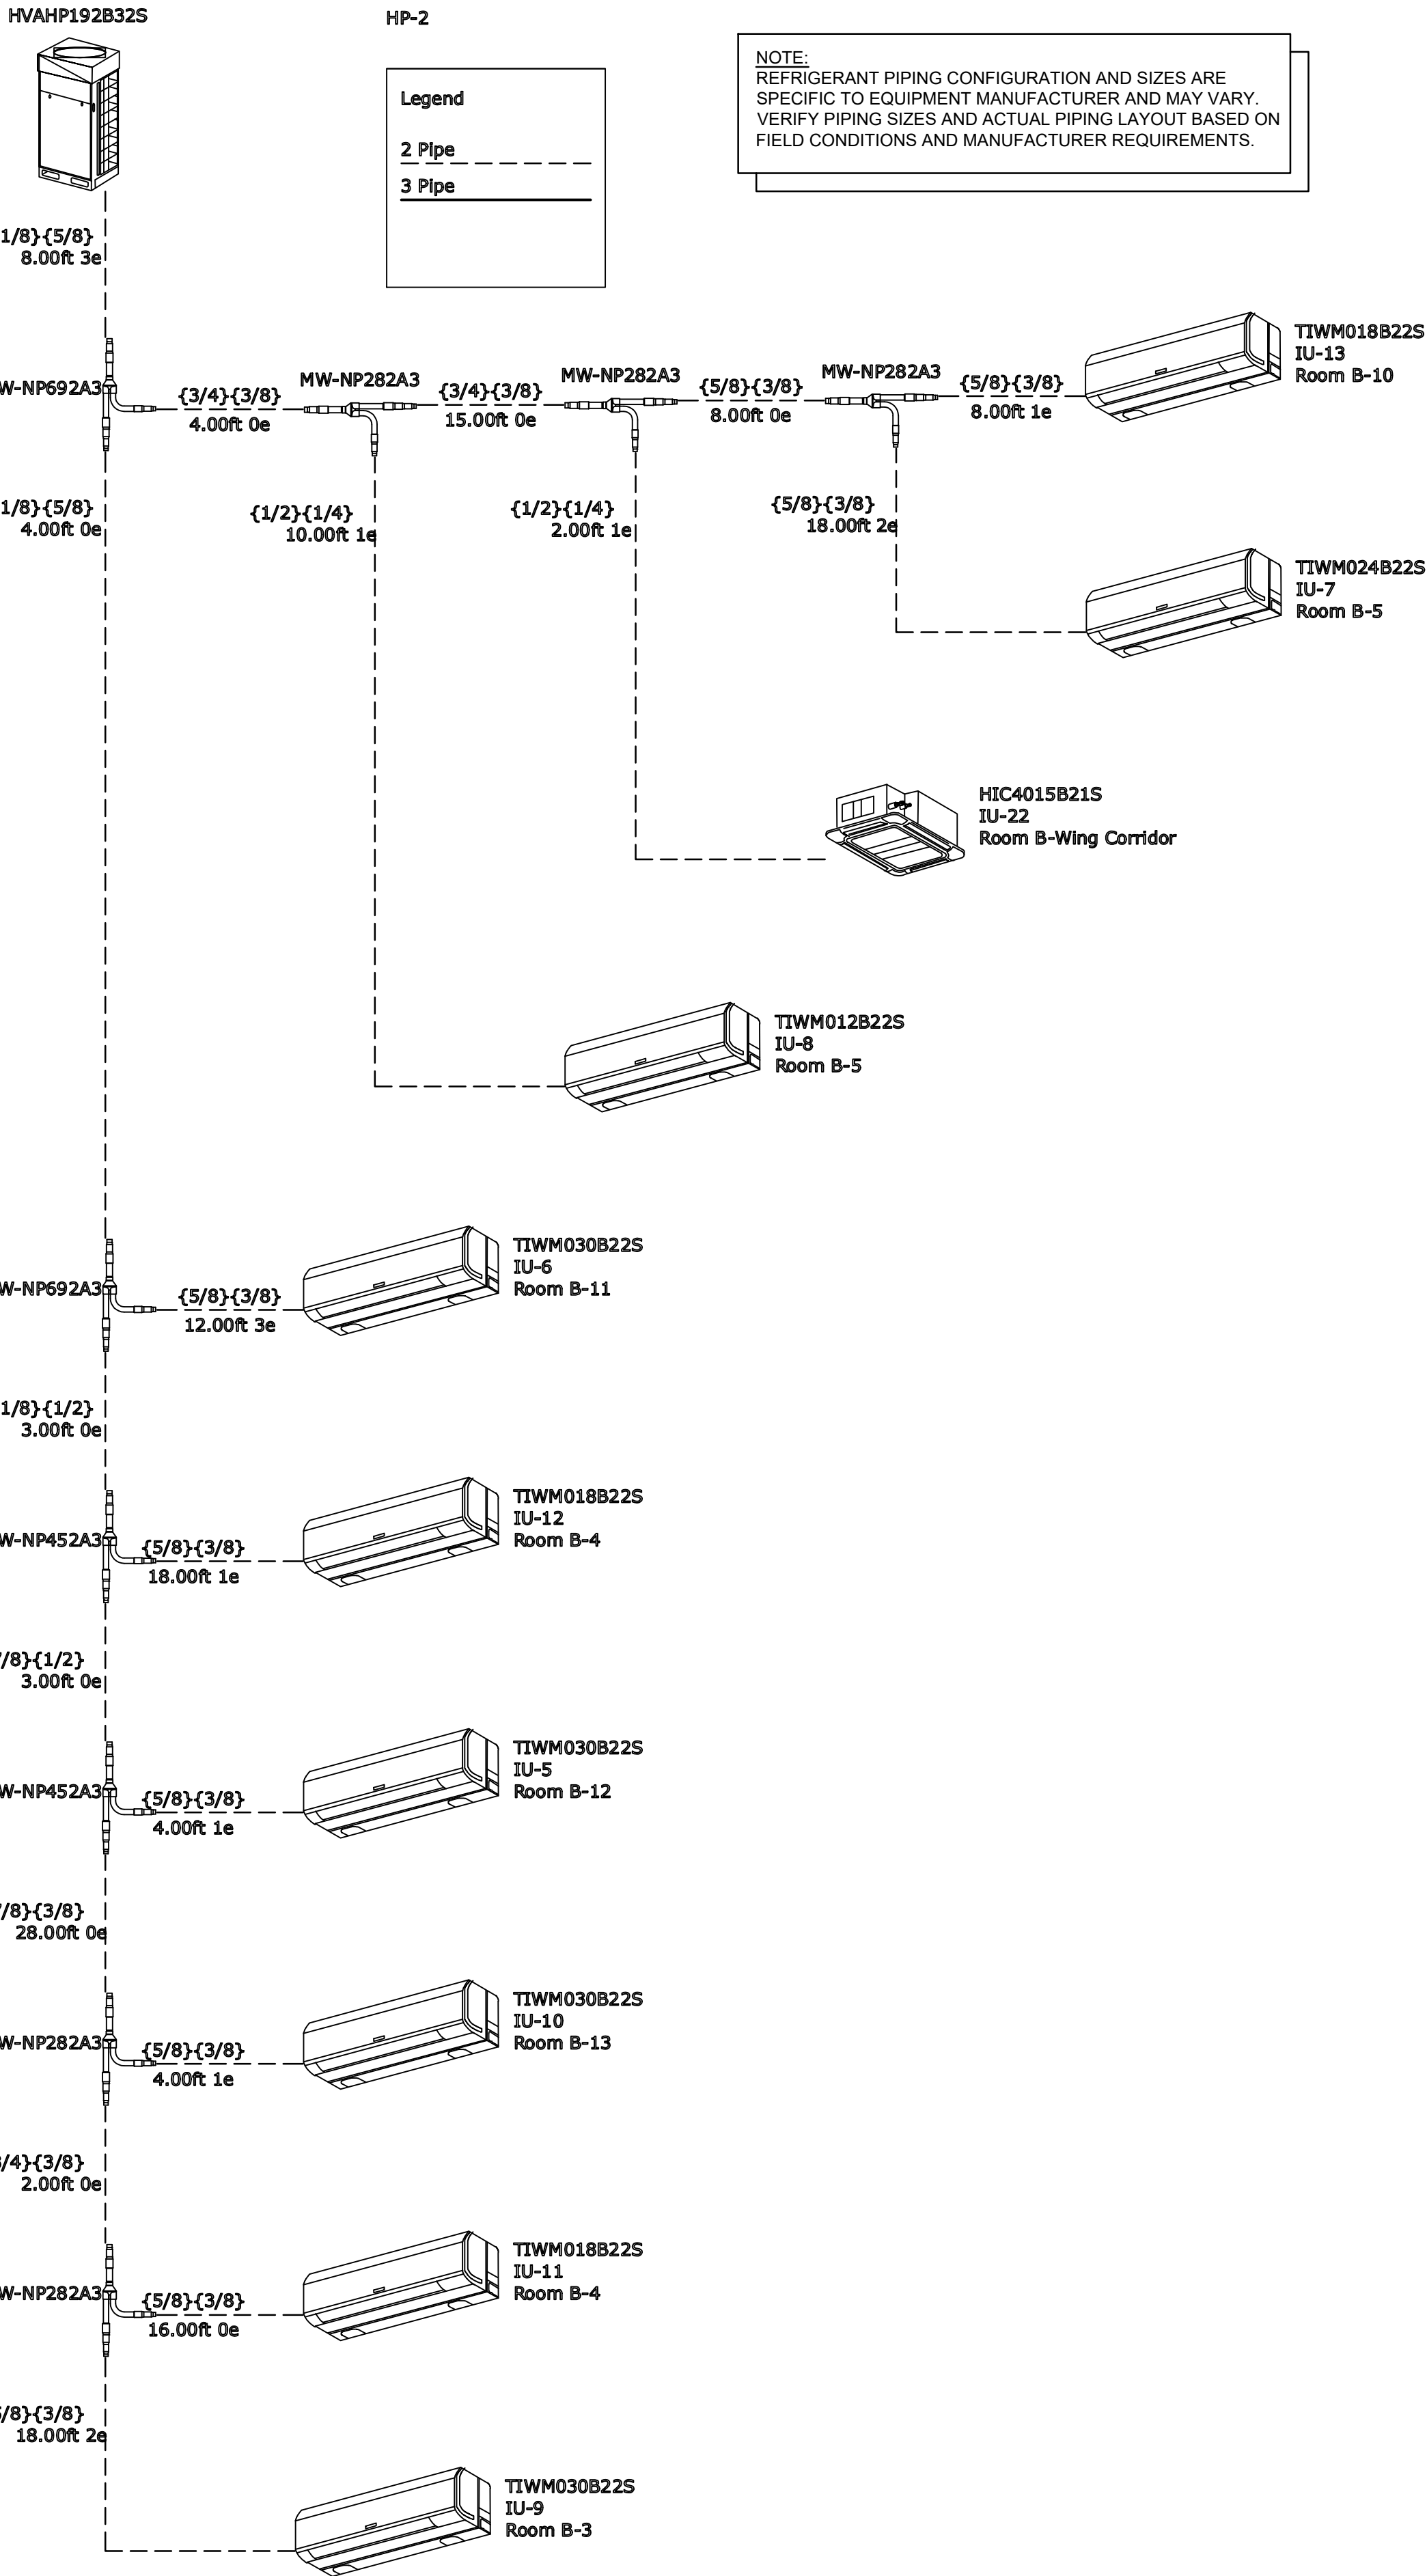 HVAHP192B32S
HP-2
NOTE:
REFRIGERANT PIPING CONFIGURATION AND SIZES ARE
SPECIFIC TO EQUIPMENT MANUFACTURER AND MAY VARY.
VERIFY PIPING SIZES AND ACTUAL PIPING LAYOUT BASED ON
FIELD CONDITIONS AND MANUFACTURER REQUIREMENTS.
Legend
2 Pipe
3 Pipe
1/8}{5/8}
8.00ft 3e
W-NP692A3
{3/4}{3/8}
4.00ft 0e
MW-NP282A3
{3/4}{3/8}
15.00ft 0e
MW-NP282A3
{5/8}{3/8}
8.00ft 0e
MW-NP282A3
{5/8}{3/8}
8.00ft 1e
TIWM018B22S
IU-13
Room B-10
1/8}{5/8}
4.00ft 0e
{1/2}{1/4}
10.00ft 1e
{1/2}{1/4}
2.00ft 1e
{5/8}{3/8}
18.00ft 2e
TIWM024B22S
IU-7
Room B-5
HIC4015B21S
IU-22
Room B-Wing Corridor
TIWM012B22S
IU-8
Room B-5
W-NP692A3
{5/8}{3/8}
12.00ft 3e
TIWM030B22S
IU-6
Room B-11
1/8}{1/2}
3.00ft 0e
W-NP452A3
{5/8}{3/8}
18.00ft 1e
TIWM018B22S
IU-12
Room B-4
/8}{1/2}
3.00ft 0e
W-NP452A3
{5/8}{3/8}
4.00ft 1e
TIWM030B22S
IU-5
Room B-12
/8}{3/8}
28.00ft 0e
W-NP282A3
{5/8}{3/8}
4.00ft 1e
TIWM030B22S
IU-10
Room B-13
/4}{3/8}
2.00ft 0e
W-NP282A3
{5/8}{3/8}
16.00ft 0e
TIWM018B22S
IU-11
Room B-4
/8}{3/8}
18.00ft 2e
TIWM030B22S
IU-9
Room B-3